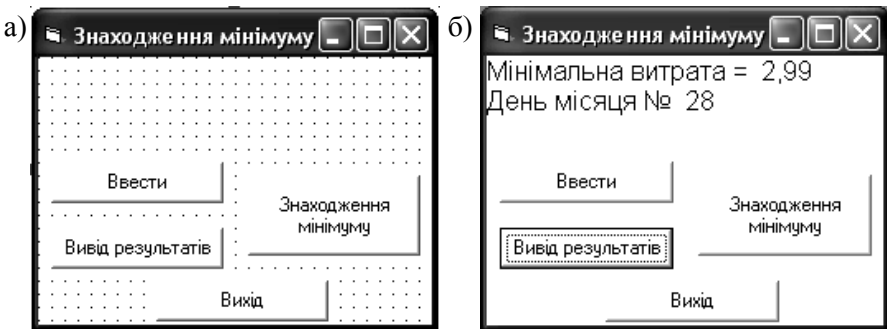 а)
Знаходження мінімуму
Ввести
Знаходження
мінімуму
Вивід результатів
Вихід
б)
Знаходження мінімуму
Мінімальна витрата = 2,99
День місяця № 28
Ввести
Знаходження
мінімуму
Вивід результатів
Вихід